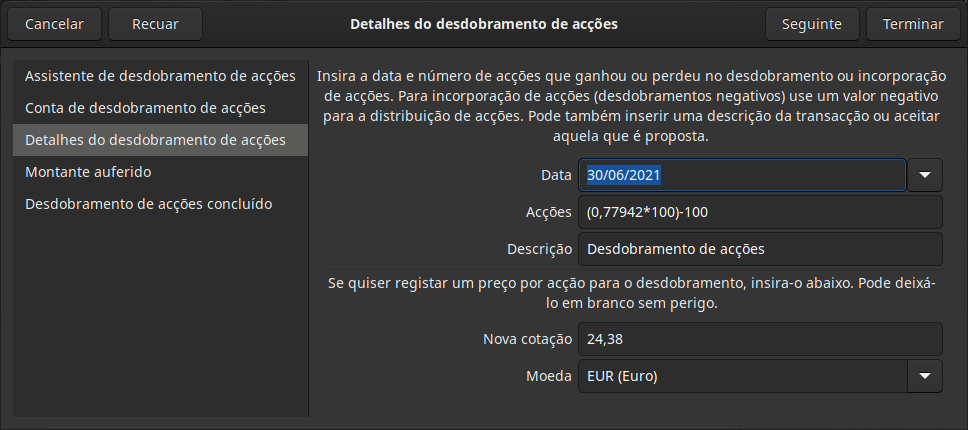 Cancelar
Recuar
Detalhes do desdobramento de acções
Seguinte
Terminar
Assistente de desdobramento de acções
Conta de desdobramento de acções
Detalhes do desdobramento de acções
Montante auferido
Desdobramento de acções concluído
Insira a data e número de acções que ganhou ou perdeu no desdobramento ou incorporação
de acções. Para incorporação de acções (desdobramentos negativos) use um valor negativo
para a distribuição de acções. Pode também inserir uma descrição da transacção ou aceitar
aquela que é proposta.
Data 30/06/2021
Acções (0,77942*100)-100
Descrição Desdobramento de acções
Se quiser registar um preço por acção para o desdobramento, insira-o abaixo. Pode deixá-
lo em branco sem perigo.
Nova cotação 24,38
Moeda EUR (Euro)